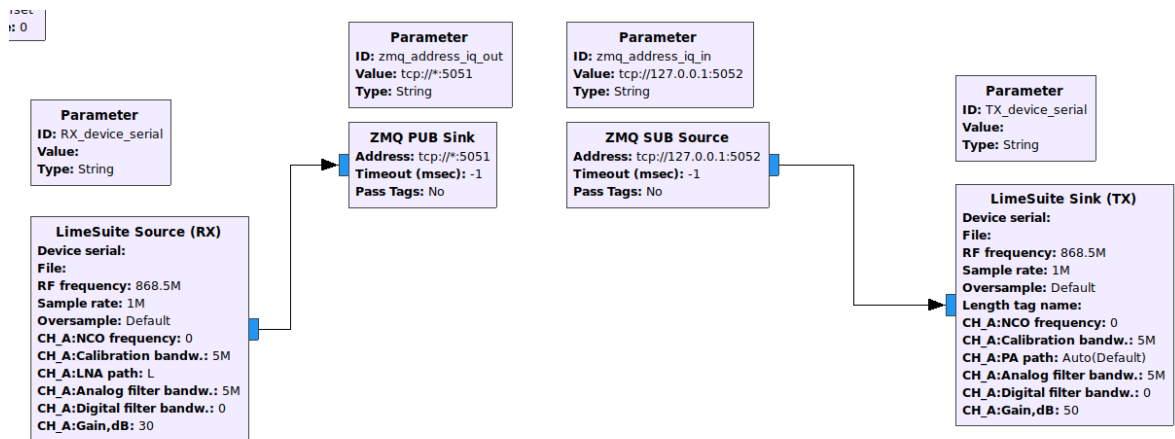 : 0
Parameter
ID: zmq_address_iq_out
Value: tcp://*:5051
Type: String
Parameter
ID: zmq_address_iq_in
Value: tcp://127.0.0.1:5052
Type: String
Parameter
ID: RX_device_serial
Value:
Type: String
ZMQ PUB Sink
Address: tcp://*:5051
Timeout (msec): -1
Pass Tags: No
ZMQ SUB Source
Address: tcp://127.0.0.1:5052
Timeout (msec): -1
Pass Tags: No
Parameter
ID: TX_device_serial
Value:
Type: String
LimeSuite Source (RX)
Device serial:
File:
RF frequency: 868.5M
Sample rate: 1M
Oversample: Default
CH_A:NCO frequency: 0
CH_A:Calibration bandw.: 5M
CH_A:LNA path: L
CH_A:Analog filter bandw.: 5M
CH_A:Digital filter bandw.: 0
CH_A:Gain,dB: 30
LimeSuite Sink (TX)
Device serial:
File:
RF frequency: 868.5M
Sample rate: 1M
Oversample: Default
Length tag name:
CH_A:NCO frequency: 0
CH_A:Calibration bandw.: 5M
CH_A:PA path: Auto(Default)
CH_A:Analog filter bandw.: 5M
CH_A:Digital filter bandw.: 0
CH_A:Gain,dB: 50